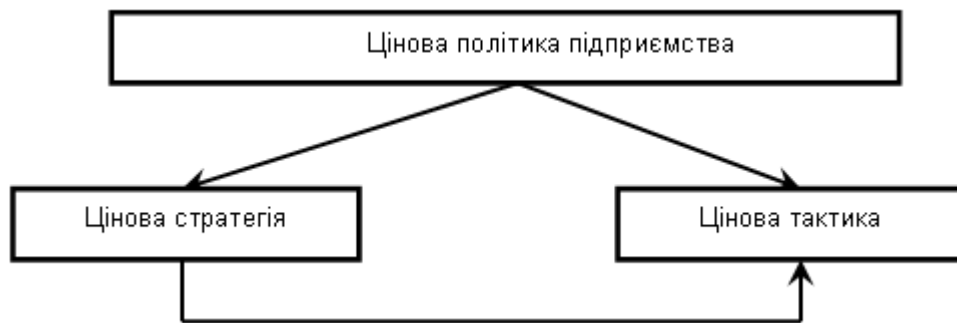 Цінова політика підприємства
Цінова стратегія
Цінова тактика